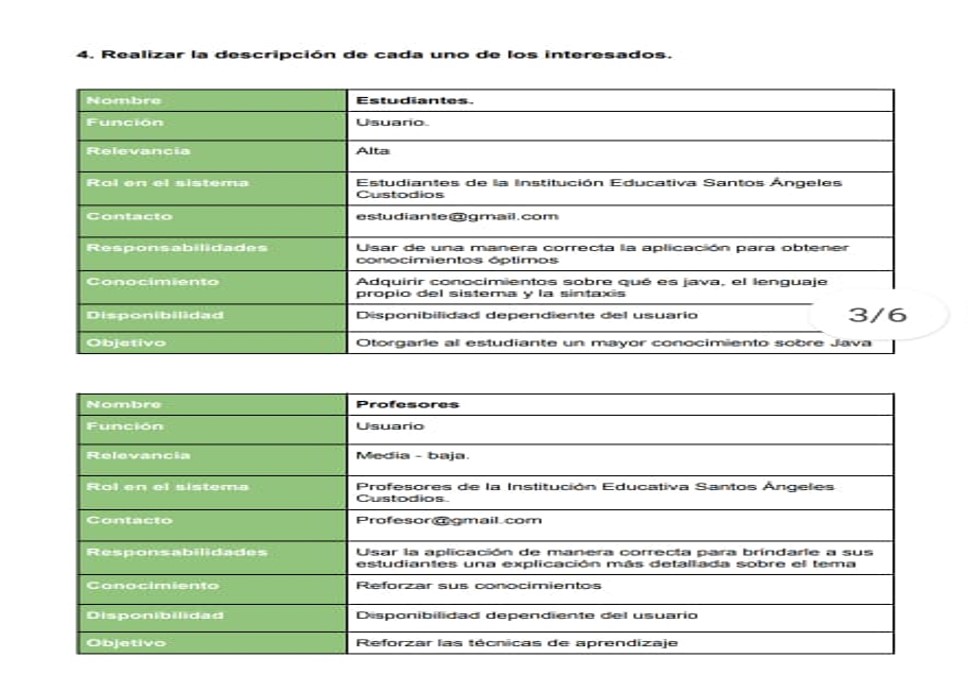 4. Realizar la descripción de cada uno de los interesados.
Nombre Estudiantes.
Función Usuario.
Relevancia Alta
Rol en el sistema Estudiantes de la Institución Educativa Santos Ángeles
Custodios
Contacto estudiante@gmail.com
Responsabilidades Usar de una manera correcta la aplicación para obtener
conocimientos óptimos
Conocimiento Adquirir conocimientos sobre qué es java, el lenguaje
propio del sistema y la sintaxis
Disponibilidad Disponibilidad dependiente del usuario
3/6
Objetivo Otorgarle al estudiante un mayor conocimiento sobre Java
Nombre Profesores
Función Usuario
Relevancia Media - baja.
Rol en el sistema Profesores de la Institución Educativa Santos Ángeles
Custodios.
Contacto Profesor@gmail.com
Responsabilidades Usar la aplicación de manera correcta para brindarle a sus
estudiantes una explicación más detallada sobre el tema
Conocimiento Reforzar sus conocimientos
Disponibilidad Disponibilidad dependiente del usuario
Objetivo Reforzar las técnicas de aprendizaje